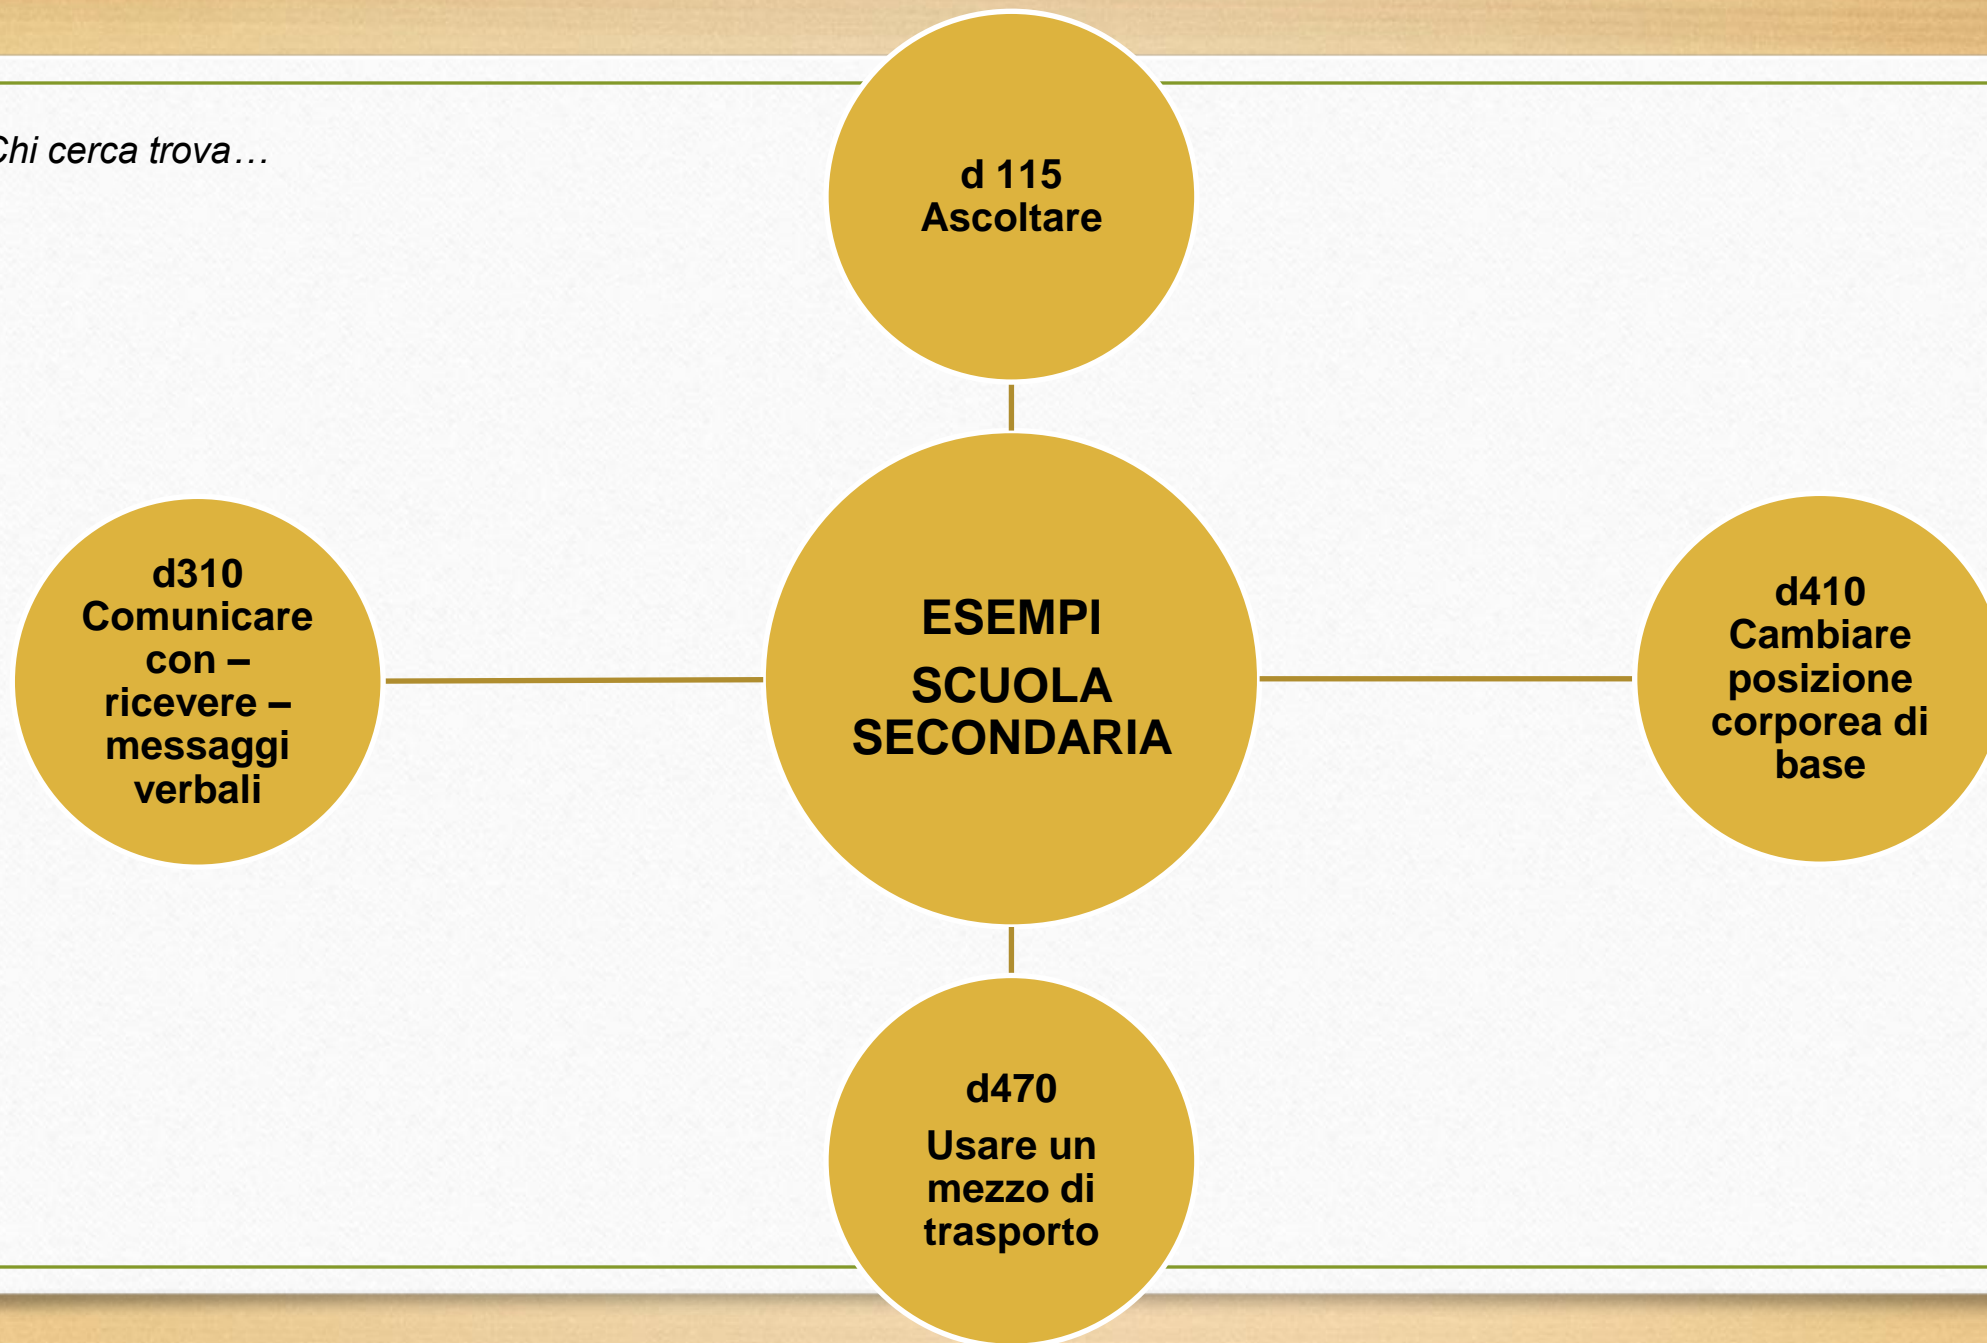 Chi cerca trova…
d 115
Ascoltare
d310
Comunicare
con –
ricevere –
messaggi
verbali
ESEMPI
SCUOLA
SECONDARIA
d410
Cambiare
posizione
corporea di
base
d470
Usare un
mezzo di
trasporto